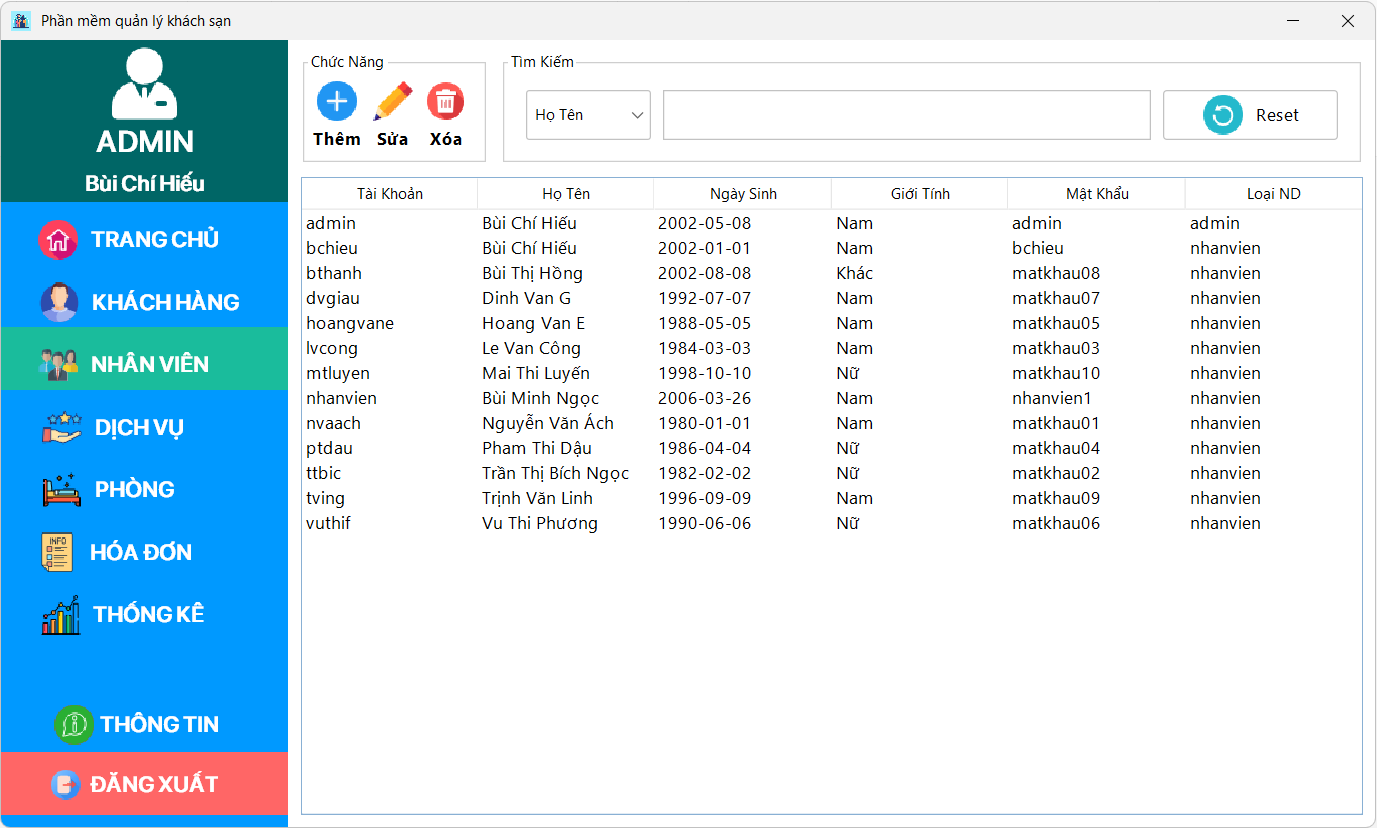 Phần mềm quản lý khách sạn
ADMIN
Bùi Chí Hiếu
TRANG CHỦ
KHÁCH HÀNG
NHÂN VIÊN
DỊCH VỤ
PHÒNG
INFO
HÓA ĐƠN
THỐNG KÊ
THÔNG TIN
ĐĂNG XUẤT
Chức Năng
Thêm Sửa Xóa
Tìm Kiếm
Họ Tên Reset
Tài Khoản Họ Tên Ngày Sinh Giới Tính Mật Khẩu Loại ND
admin Bùi Chí Hiếu 2002-05-08 Nam admin admin
bchieu Bùi Chí Hiếu 2002-01-01 Nam bchieu nhanvien
bthanh Bùi Thị Hồng 2002-08-08 Khác matkhau08 nhanvien
dvgiau Dinh Van G 1992-07-07 Nam matkhau07 nhanvien
hoangvane Hoang Van E 1988-05-05 Nam matkhau05 nhanvien
lvcong Le Van Công 1984-03-03 Nam matkhau03 nhanvien
mtluyen Mai Thi Luyến 1998-10-10 Nữ matkhau10 nhanvien
nhanvien Bùi Minh Ngọc 2006-03-26 Nam nhanvien1 nhanvien
nvaach Nguyễn Văn Ách 1980-01-01 Nam matkhau01 nhanvien
ptdau Pham Thi Dậu 1986-04-04 Nữ matkhau04 nhanvien
ttbic Trần Thị Bích Ngọc 1982-02-02 Nữ matkhau02 nhanvien
tving Trịnh Văn Linh 1996-09-09 Nam matkhau09 nhanvien
vuthif Vu Thi Phương 1990-06-06 Nữ matkhau06 nhanvien